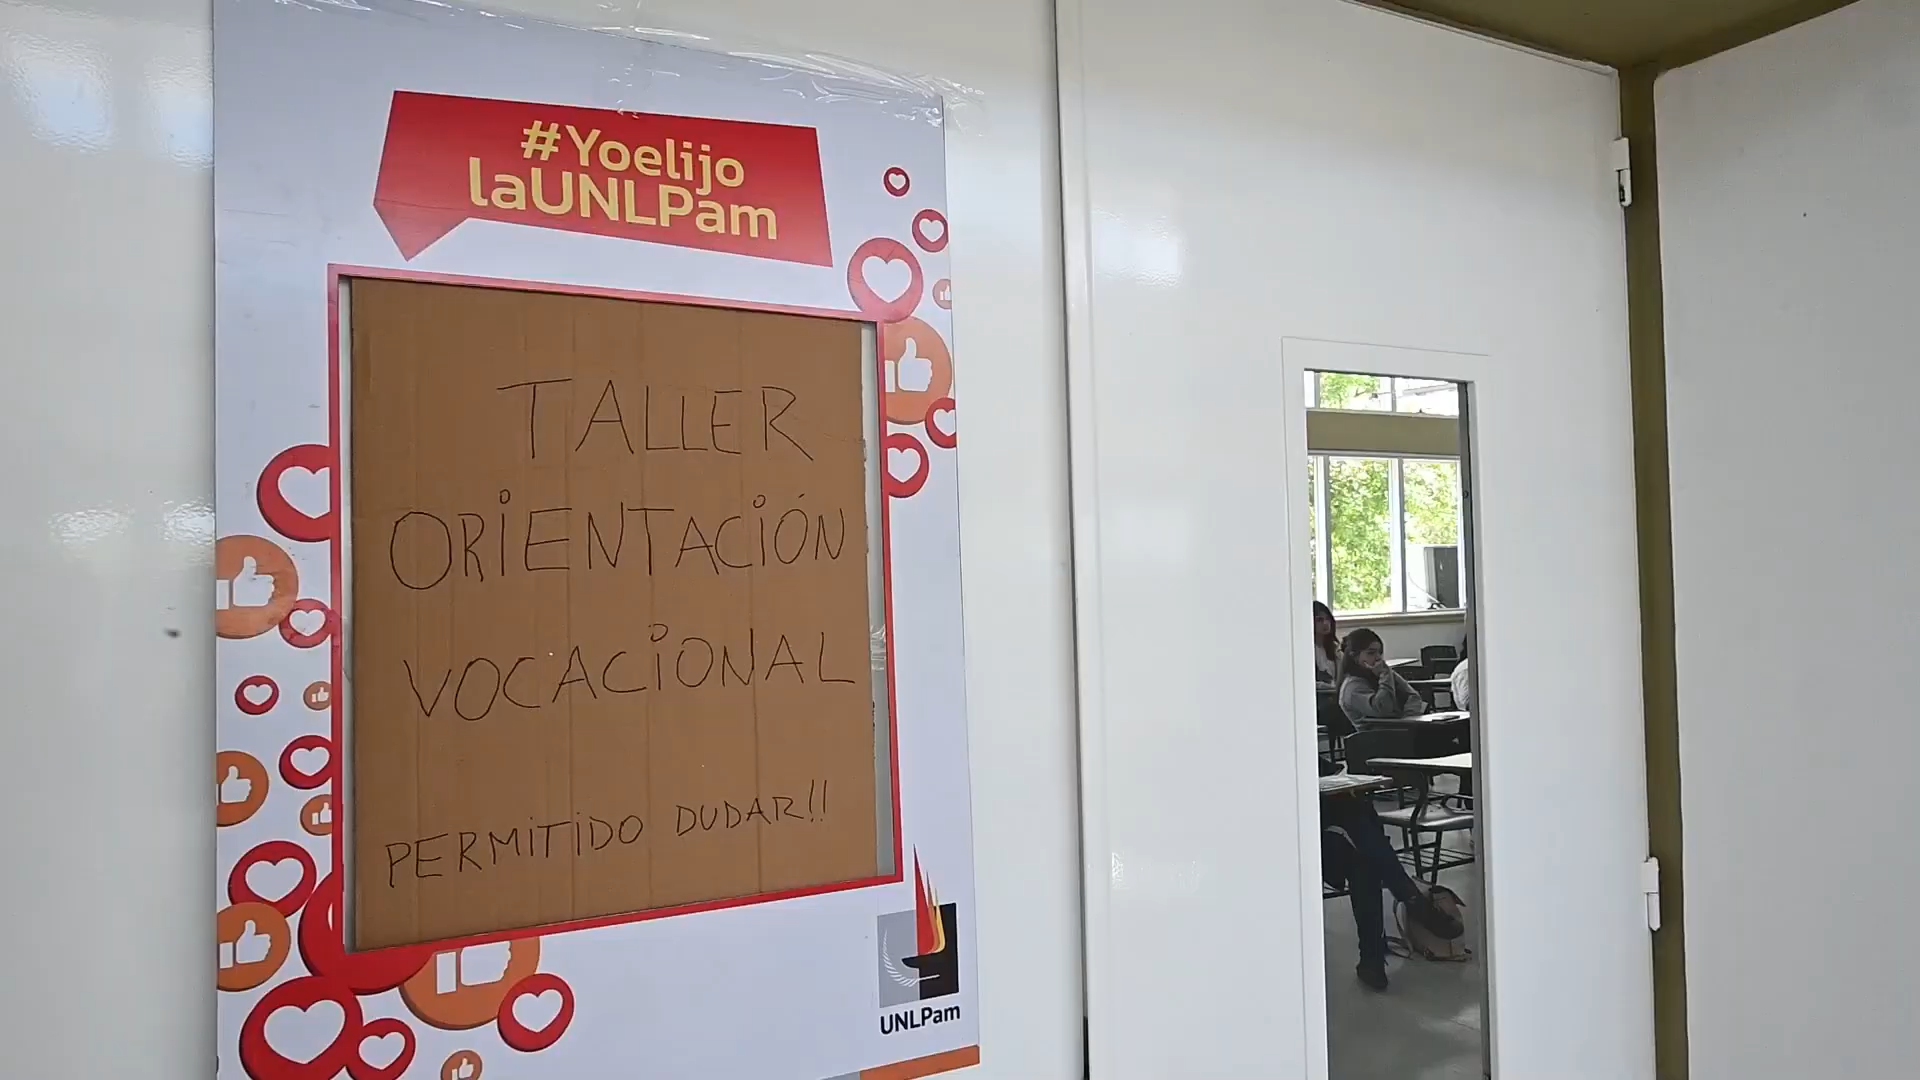 #Yoelijo
laUNLPam
TALLER
ORIENTACIÓN
VOCACIONAL
PERMITIDO DUDAR!!
UNLPam